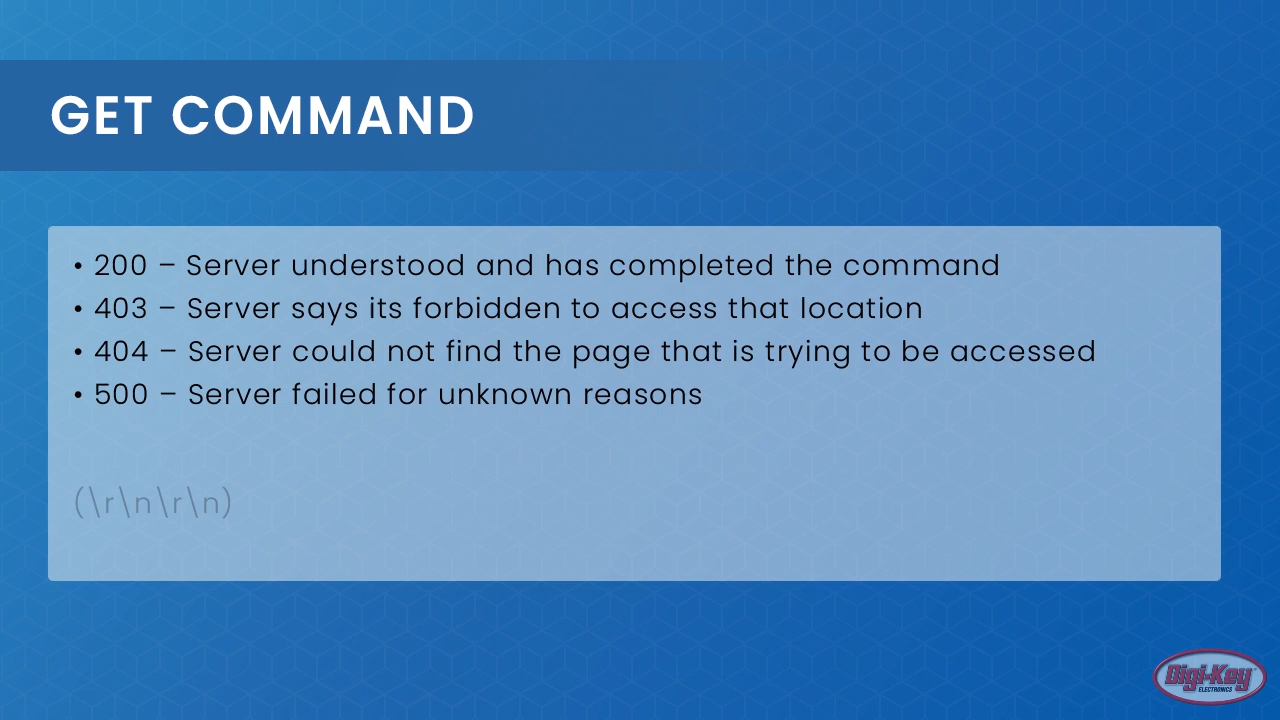 GET COMMAND
• 200 – Server understood and has completed the command
• 403 – Server says its forbidden to access that location
• 404 – Server could not find the page that is trying to be accessed
• 500 – Server failed for unknown reasons
(\r\n\r\n)
Digi-Key
ELECTRONICS